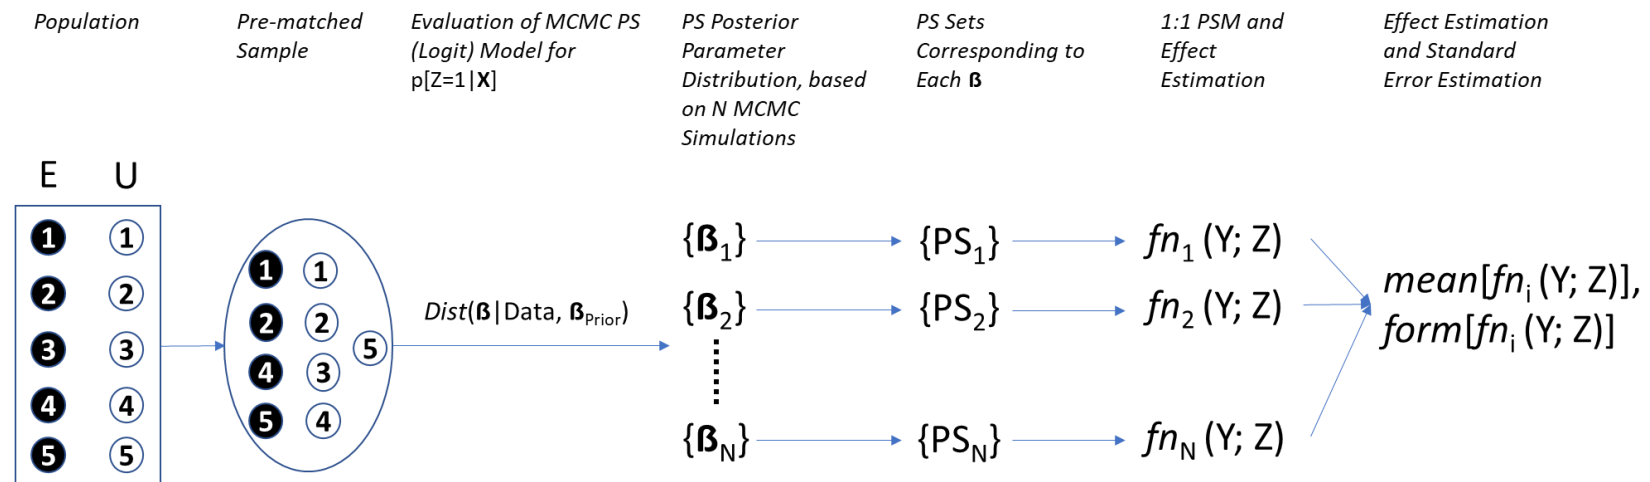 Population
Pre-matched
Sample
Evaluation of MCMC PS
(Logit) Model for
p[Z=1|X]
PS Posterior
Parameter
Distribution, based
on N MCMC
Simulations
PS Sets
Corresponding to
Each ß
1:1 PSM and
Effect
Estimation
Effect Estimation
and Standard
Error Estimation
E U
1 1
2 2
3 3
4 4
5 5
1 1
2 2
4 3
5 4
5
Dist(ß|Data, ßPrior)
{ß1} {PS1} fn1 (Y; Z)
{ß2} {PS2} fn2 (Y; Z)
{ßN} {PSN} fnN (Y; Z)
mean[fni (Y; Z)],
form[fni (Y; Z)]